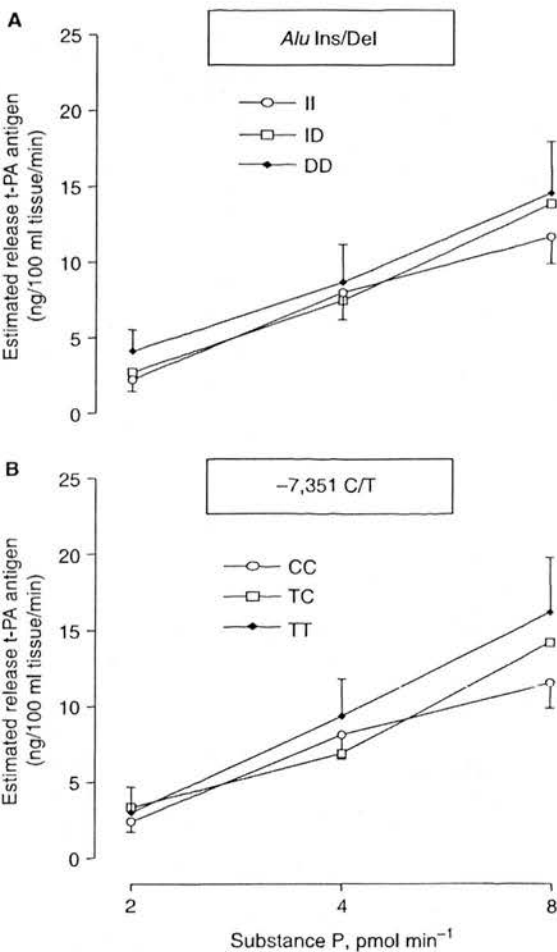 A
Alu Ins/Del
25
20
15
10
5
0
Estimated release t-PA antigen
(ng/100 ml tissue/min)
II
ID
DD
B
–7,351 C/T
25
20
15
10
5
0
Estimated release t-PA antigen
(ng/100 ml tissue/min)
CC
TC
TT
2
4
8
Substance P, pmol min⁻¹